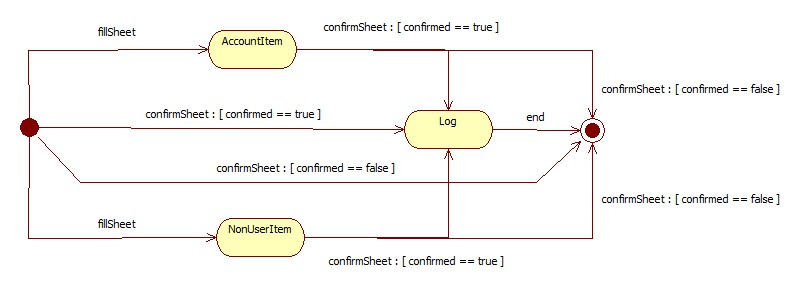 fillSheet
confirmSheet : [ confirmed == true ]
AccountItem
confirmSheet : [ confirmed == false ]
confirmSheet : [ confirmed == true ]
Log
end
confirmSheet : [ confirmed == false ]
confirmSheet : [ confirmed == false ]
fillSheet
NonUserItem
confirmSheet : [ confirmed == true ]